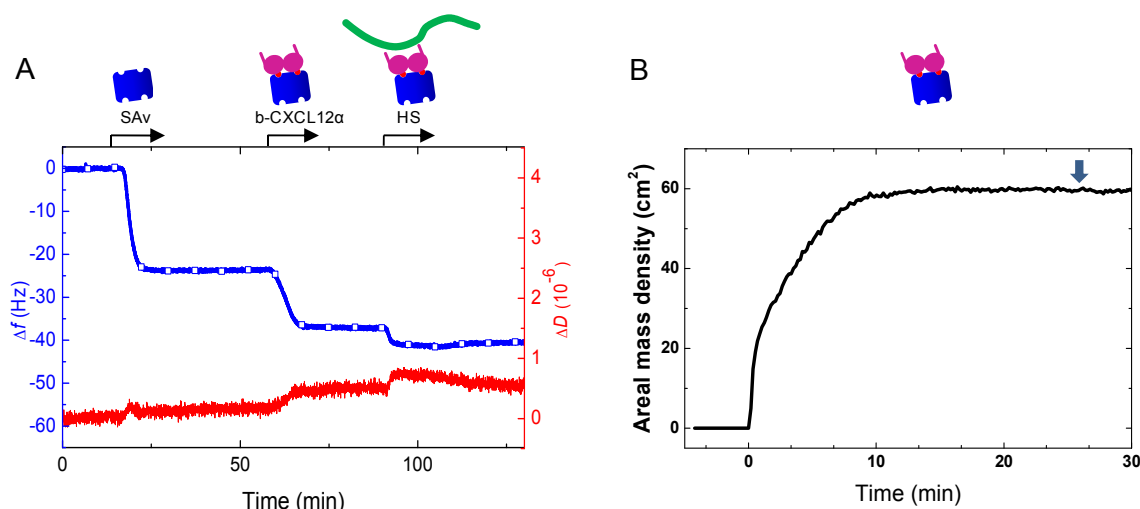 A
B
SAv
b-CXCL12α
HS
0
-10
-20
-30
-40
-50
-60
Δf (Hz)
4
3
2
1
0
ΔD (10⁻⁶)
0
50
100
Time (min)
60
40
20
0
Areal mass density (cm²)
0
10
20
30
Time (min)